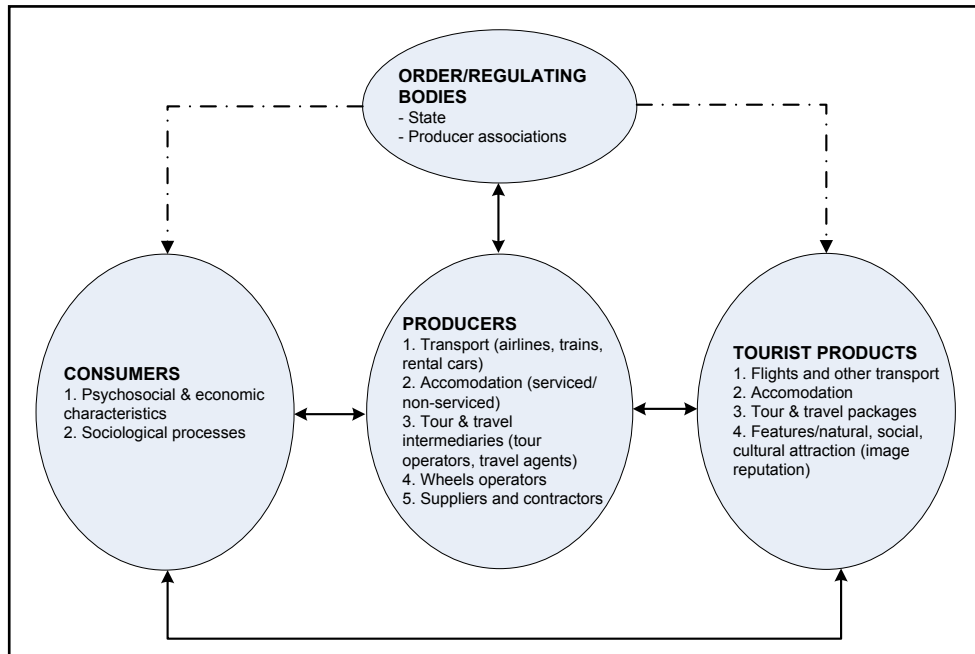 ORDER/REGULATING
BODIES
- State
- Producer associations
CONSUMERS
1. Psychosocial & economic
characteristics
2. Sociological processes
PRODUCERS
1. Transport (airlines, trains,
rental cars)
2. Accomodation (serviced/
non-serviced)
3. Tour & travel
intermediaries (tour
operators, travel agents)
4. Wheels operators
5. Suppliers and contractors
TOURIST PRODUCTS
1. Flights and other transport
2. Accomodation
3. Tour & travel packages
4. Features/natural, social,
cultural attraction (image
reputation)